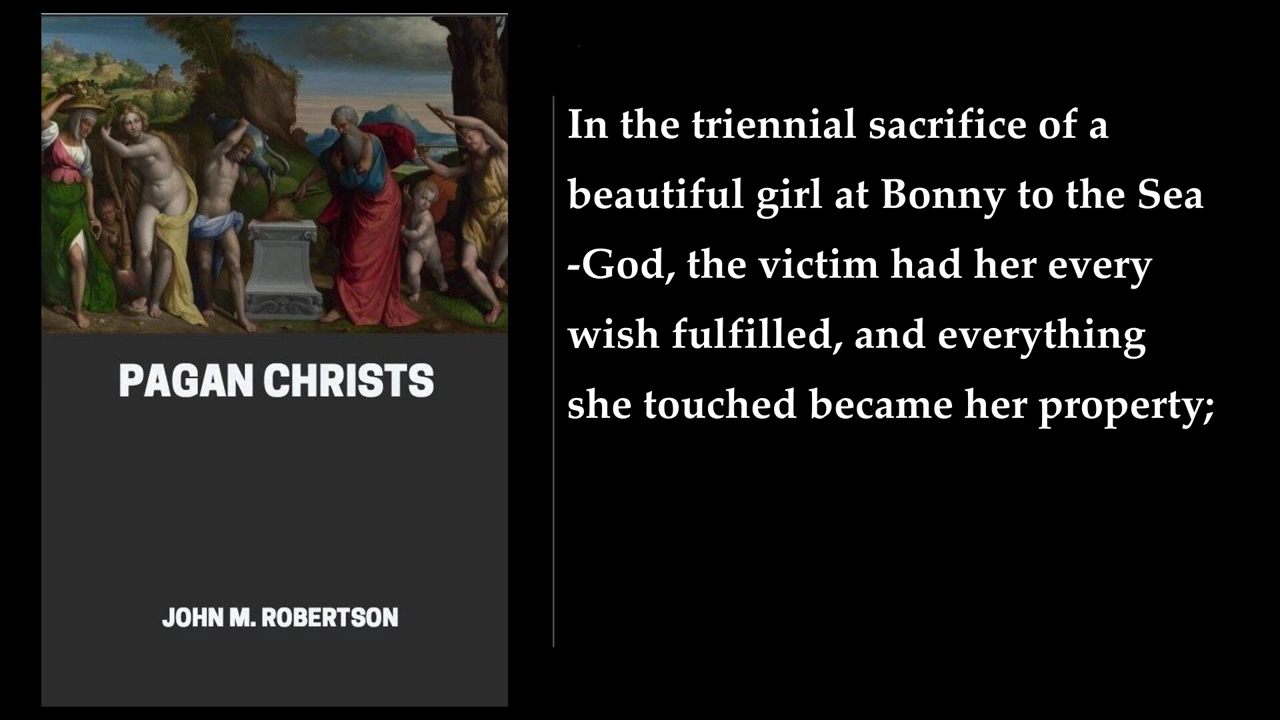 PAGAN CHRISTS
JOHN M. ROBERTSON
In the triennial sacrifice of a
beautiful girl at Bonny to the Sea
-God, the victim had her every
wish fulfilled, and everything
she touched became her property;